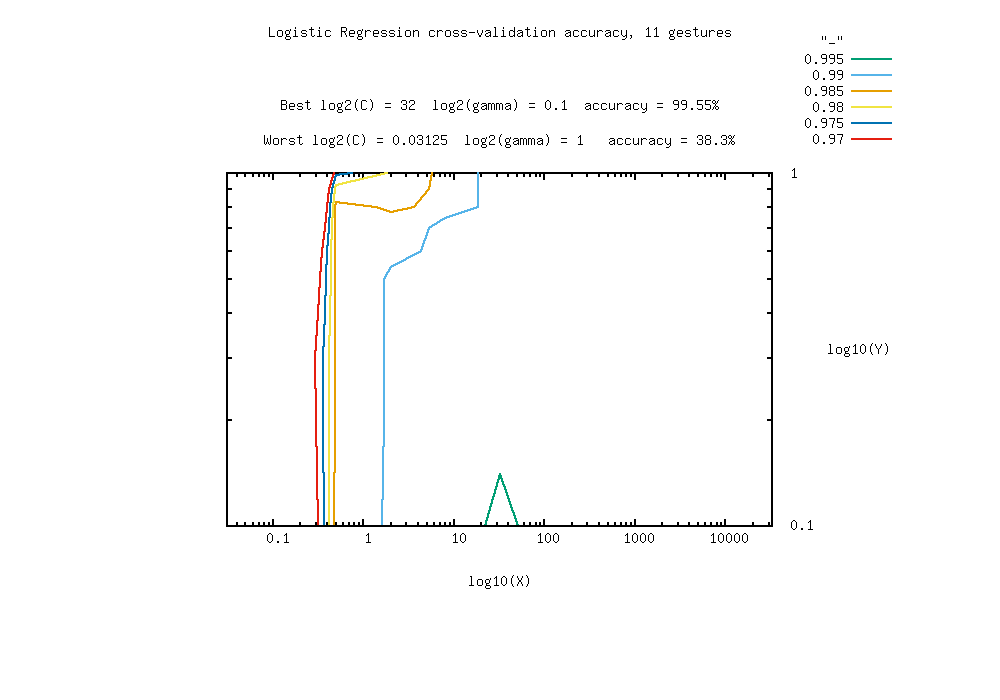 Logistic Regression cross-validation accuracy, 11 gestures
"_"
0.995
0.99
0.985
0.98
0.975
0.97
Best log2(C) = 32  log2(gamma) = 0.1  accuracy = 99.55%
Worst log2(C) = 0.03125  log2(gamma) = 1   accuracy = 38.3%
1
log10(Y)
0.1
0.1 1 10 100 1000 10000
log10(X)